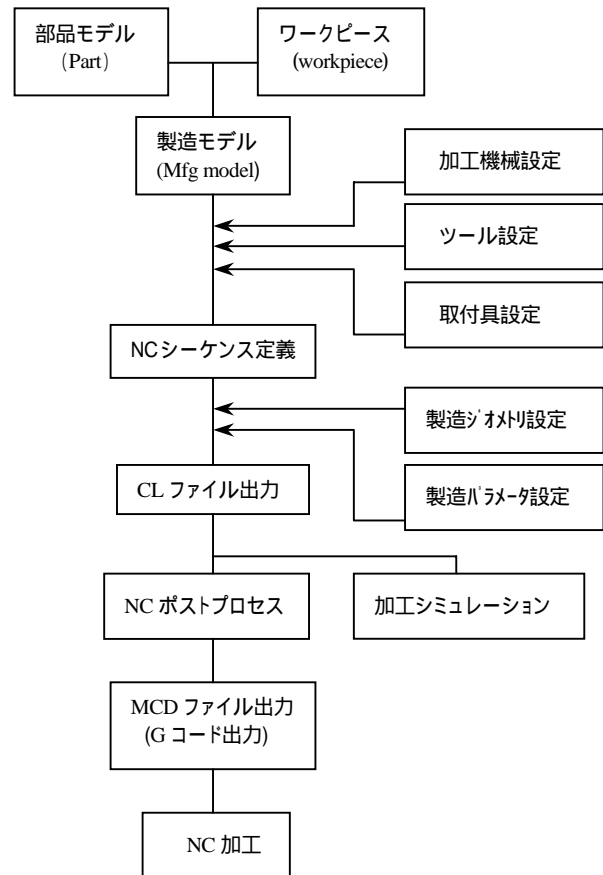 部品モデル
(Part)
ワークピース
(workpiece)
製造モデル
(Mfg model)
加工機械設定
ツール設定
取付具設定
NCシーケンス定義
製造ｼﾞｵﾒﾄﾘ設定
製造ﾊﾟﾗﾒｰﾀ設定
CL ファイル出力
NC ポストプロセス
加工シミュレーション
MCD ファイル出力
(G コード出力)
NC 加工